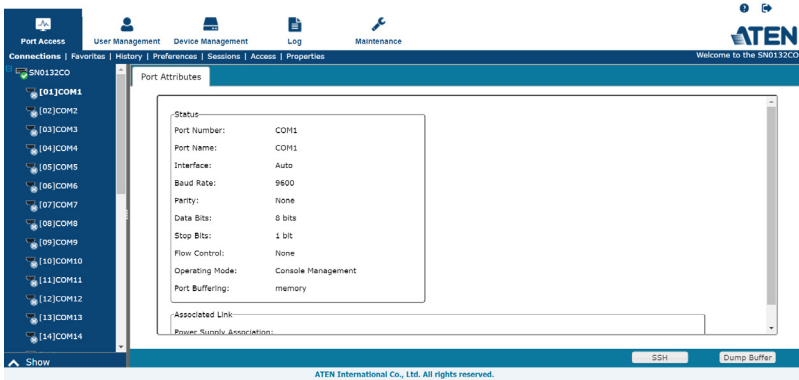 ATEN
Port Access User Management Device Management Log Maintenance
Connections | Favorites | History | Preferences | Sessions | Access | Properties
Welcome to the SN0132CO
SN0132CO
[01]COM1
[02]COM2
[03]COM3
[04]COM4
[05]COM5
[06]COM6
[07]COM7
[08]COM8
[09]COM9
[10]COM10
[11]COM11
[12]COM12
[13]COM13
[14]COM14
Show
Port Attributes
Status
Port Number: COM1
Port Name: COM1
Interface: Auto
Baud Rate: 9600
Parity: None
Data Bits: 8 bits
Stop Bits: 1 bit
Flow Control: None
Operating Mode: Console Management
Port Buffering: memory
Associated Link
Power Supply Association:
SSH Dump Buffer
ATEN International Co., Ltd. All rights reserved.